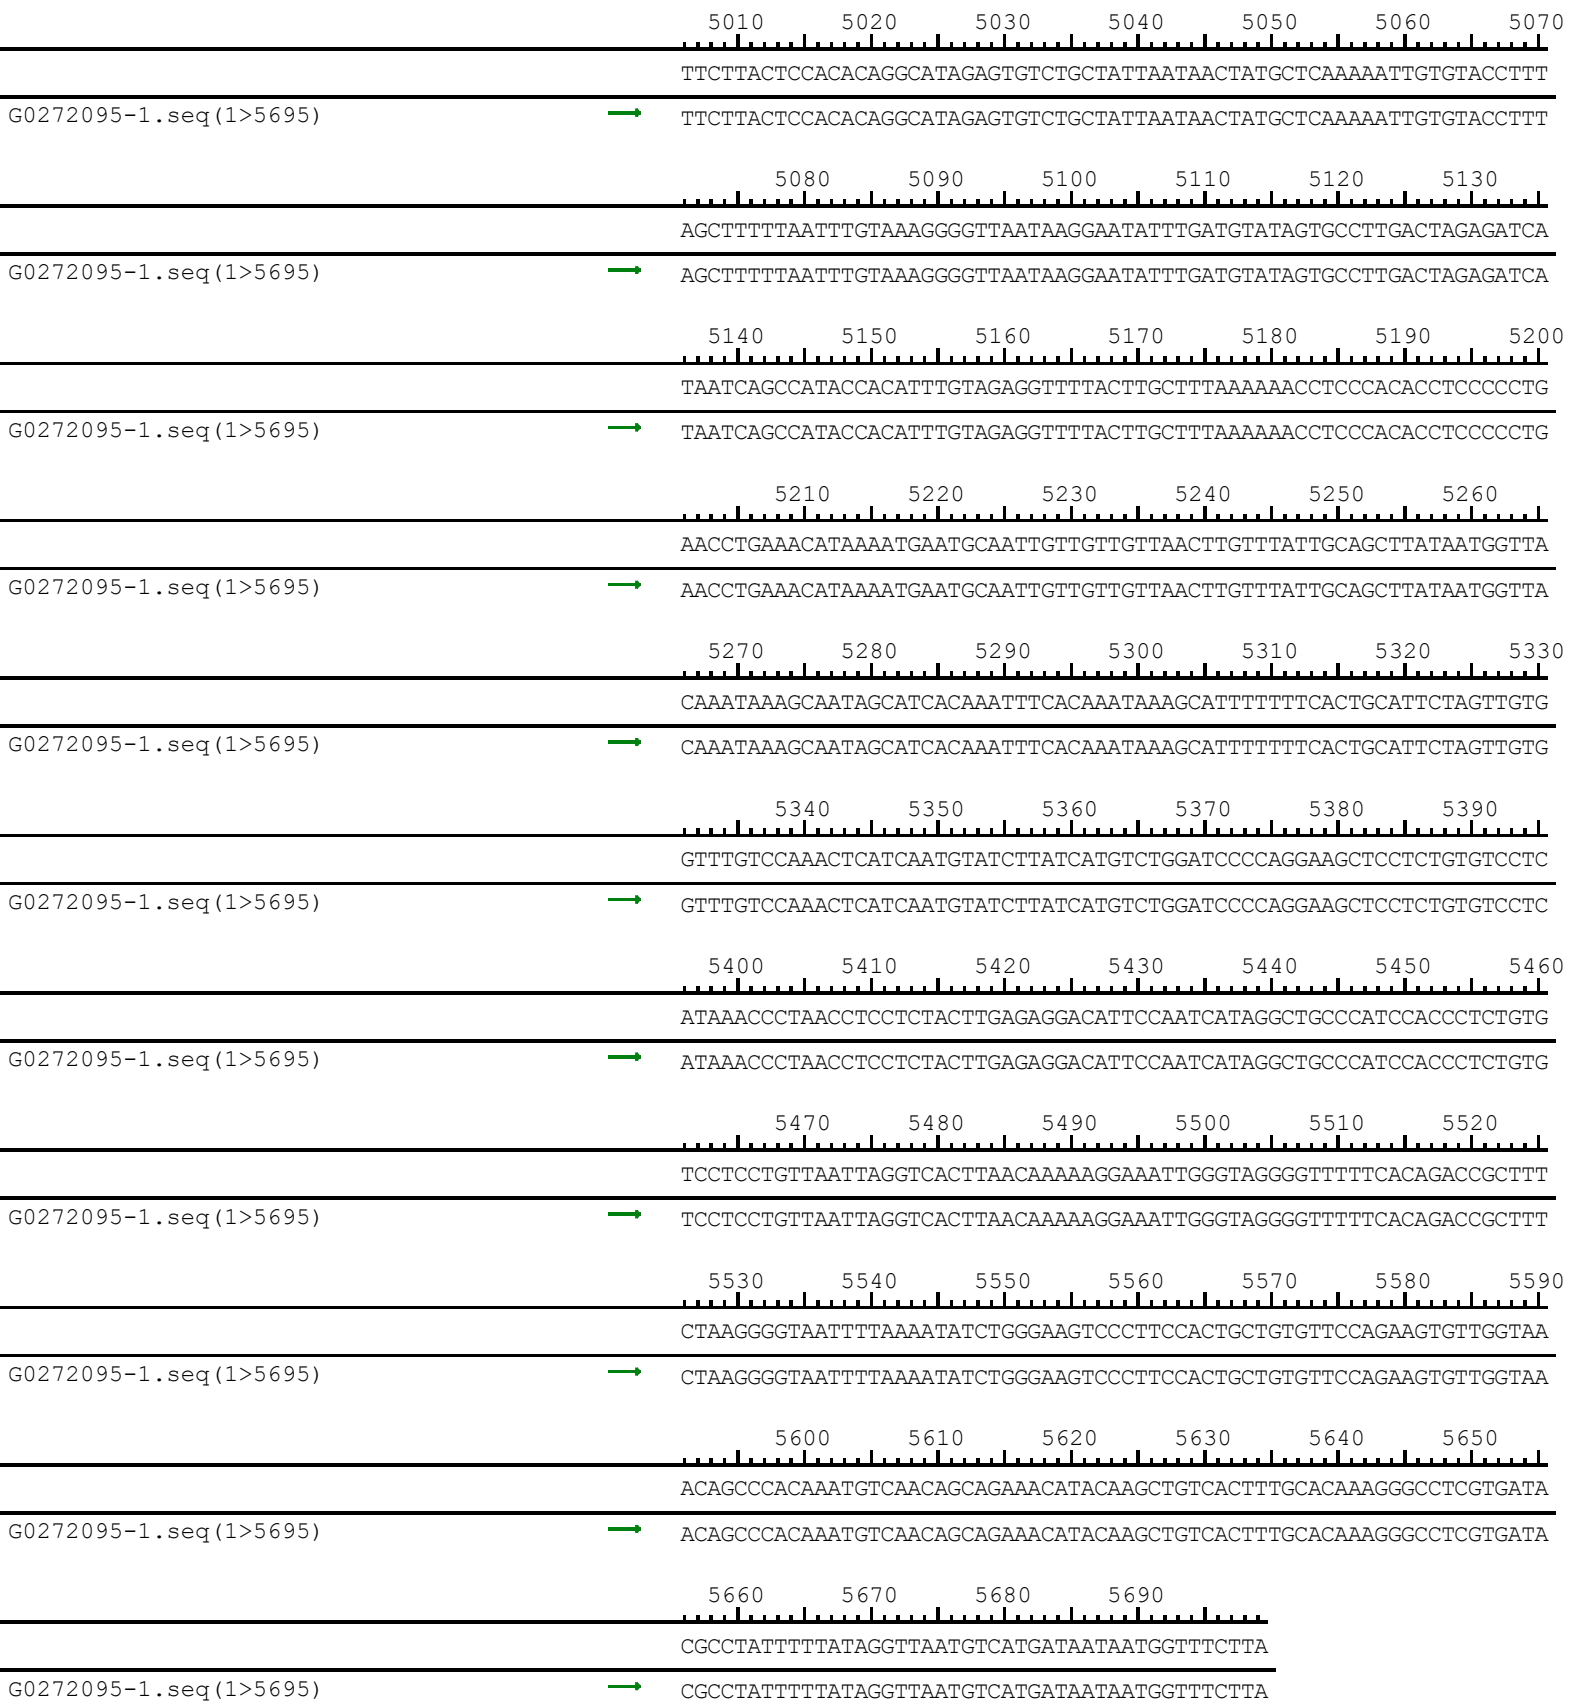 5010 5020 5030 5040 5050 5060 5070
TTCTTACTCCACACAGGCATAGAGTGTCTGCTATTAATAACTATGCTCAAAAATTGTGTACCTTT
G0272095-1.seq(1>5695) TTCTTACTCCACACAGGCATAGAGTGTCTGCTATTAATAACTATGCTCAAAAATTGTGTACCTTT
5080 5090 5100 5110 5120 5130
AGCTTTTTAATTTGTAAAGGGGTTAATAAGGAATATTTGATGTATAGTGCCTTGACTAGAGATCA
G0272095-1.seq(1>5695) AGCTTTTTAATTTGTAAAGGGGTTAATAAGGAATATTTGATGTATAGTGCCTTGACTAGAGATCA
5140 5150 5160 5170 5180 5190 5200
TAATCAGCCATACCACATTTGTAGAGGTTTTACTTGCTTTAAAAAACCTCCCACACCTCCCCCTG
G0272095-1.seq(1>5695) TAATCAGCCATACCACATTTGTAGAGGTTTTACTTGCTTTAAAAAACCTCCCACACCTCCCCCTG
5210 5220 5230 5240 5250 5260
AACCTGAAACATAAAATGAATGCAATTGTTGTTGTTAACTTGTTTATTGCAGCTTATAATGGTTA
G0272095-1.seq(1>5695) AACCTGAAACATAAAATGAATGCAATTGTTGTTGTTAACTTGTTTATTGCAGCTTATAATGGTTA
5270 5280 5290 5300 5310 5320 5330
CAAATAAAGCAATAGCATCACAAATTTCACAAATAAAGCATTTTTTTCACTGCATTCTAGTTGTG
G0272095-1.seq(1>5695) CAAATAAAGCAATAGCATCACAAATTTCACAAATAAAGCATTTTTTTCACTGCATTCTAGTTGTG
5340 5350 5360 5370 5380 5390
GTTTGTCCAAACTCATCAATGTATCTTATCATGTCTGGATCCCCAGGAAGCTCCTCTGTGTCCTC
G0272095-1.seq(1>5695) GTTTGTCCAAACTCATCAATGTATCTTATCATGTCTGGATCCCCAGGAAGCTCCTCTGTGTCCTC
5400 5410 5420 5430 5440 5450 5460
ATAAACCCTAACCTCCTCTACTTGAGAGGACATTCCAATCATAGGCTGCCCATCCACCCTCTGTG
G0272095-1.seq(1>5695) ATAAACCCTAACCTCCTCTACTTGAGAGGACATTCCAATCATAGGCTGCCCATCCACCCTCTGTG
5470 5480 5490 5500 5510 5520
TCCTCCTGTTAATTAGGTCACTTAACAAAAAGGAAATTGGGTAGGGGTTTTTCACAGACCGCTTT
G0272095-1.seq(1>5695) TCCTCCTGTTAATTAGGTCACTTAACAAAAAGGAAATTGGGTAGGGGTTTTTCACAGACCGCTTT
5530 5540 5550 5560 5570 5580 5590
CTAAGGGGTAATTTTAAAATATCTGGGAAGTCCCTTCCACTGCTGTGTTCCAGAAGTGTTGGTAA
G0272095-1.seq(1>5695) CTAAGGGGTAATTTTAAAATATCTGGGAAGTCCCTTCCACTGCTGTGTTCCAGAAGTGTTGGTAA
5600 5610 5620 5630 5640 5650
ACAGCCCACAAATGTCAACAGCAGAAACATACAAGCTGTCACTTTGCACAAAGGGCCTCGTGATA
G0272095-1.seq(1>5695) ACAGCCCACAAATGTCAACAGCAGAAACATACAAGCTGTCACTTTGCACAAAGGGCCTCGTGATA
5660 5670 5680 5690
CGCCTATTTTTATAGGTTAATGTCATGATAATAATGGTTTCTTA
G0272095-1.seq(1>5695) CGCCTATTTTTATAGGTTAATGTCATGATAATAATGGTTTCTTA